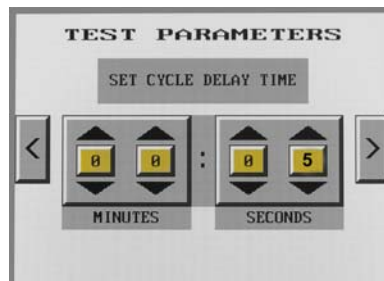 TEST PARAMETERS
SET CYCLE DELAY TIME
< 0 0 : 0 5 >
MINUTES SECONDS